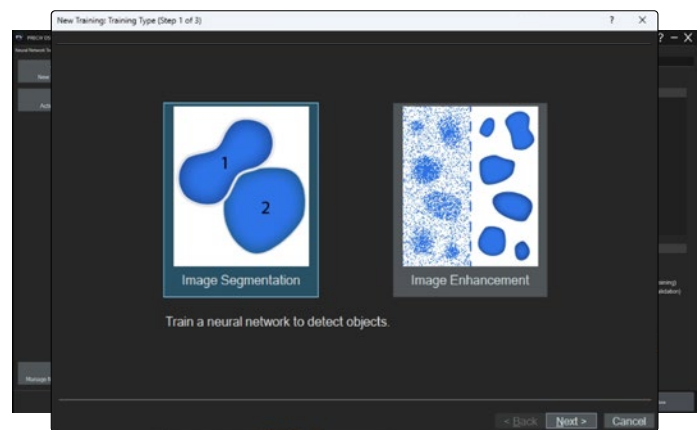 New Training: Training Type (Step 1 of 3)
? X
? – X
New
1
2
Image Segmentation
Image Enhancement
Train a neural network to detect objects.
< Back
Next >
Cancel